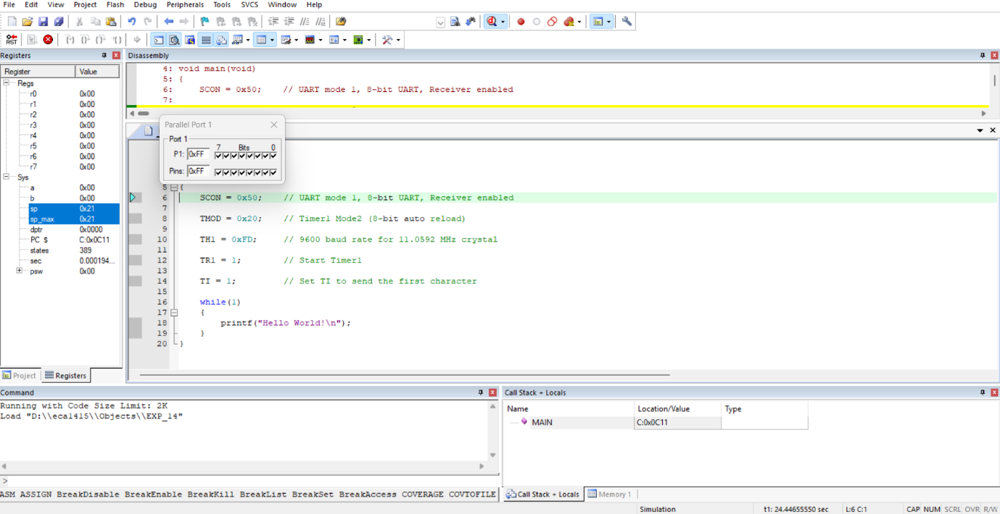 File Edit View Project Flash Debug Peripherals Tools SVCS Window Help
RST
Registers
Register Value
Regs
r0 0x00
r1 0x00
r2 0x00
r3 0x00
r4 0x00
r5 0x00
r6 0x00
r7 0x00
Sys
a 0x00
b 0x00
sp 0x21
sp_max 0x21
dptr 0x0000
PC $ C:0x0C11
states 389
sec 0.000194...
psw 0x00
Project Registers
Disassembly
4: void main(void)
5: {
6: SCON = 0x50; // UART mode 1, 8-bit UART, Receiver enabled
7:
Parallel Port 1
Port 1
7 Bits 0
P1: 0xFF
Pins: 0xFF
5 {
6 SCON = 0x50; // UART mode 1, 8-bit UART, Receiver enabled
7
8 TMOD = 0x20; // Timer1 Mode2 (8-bit auto reload)
9
10 TH1 = 0xFD; // 9600 baud rate for 11.0592 MHz crystal
11
12 TR1 = 1; // Start Timer1
13
14 TI = 1; // Set TI to send the first character
15
16 while(1)
17 {
18 printf("Hello World!\n");
19 }
20 }
Command
Running with Code Size Limit: 2K
Load "D:\\eca1415\\Objects\\EXP_14"
>
ASM ASSIGN BreakDisable BreakEnable BreakKill BreakList BreakSet BreakAccess COVERAGE COVTOFILE
Call Stack + Locals
Name Location/Value Type
MAIN C:0x0C11
Call Stack + Locals Memory 1
Simulation t1: 24.44655550 sec L:6 C:1 CAP NUM SCRL OVR R/W